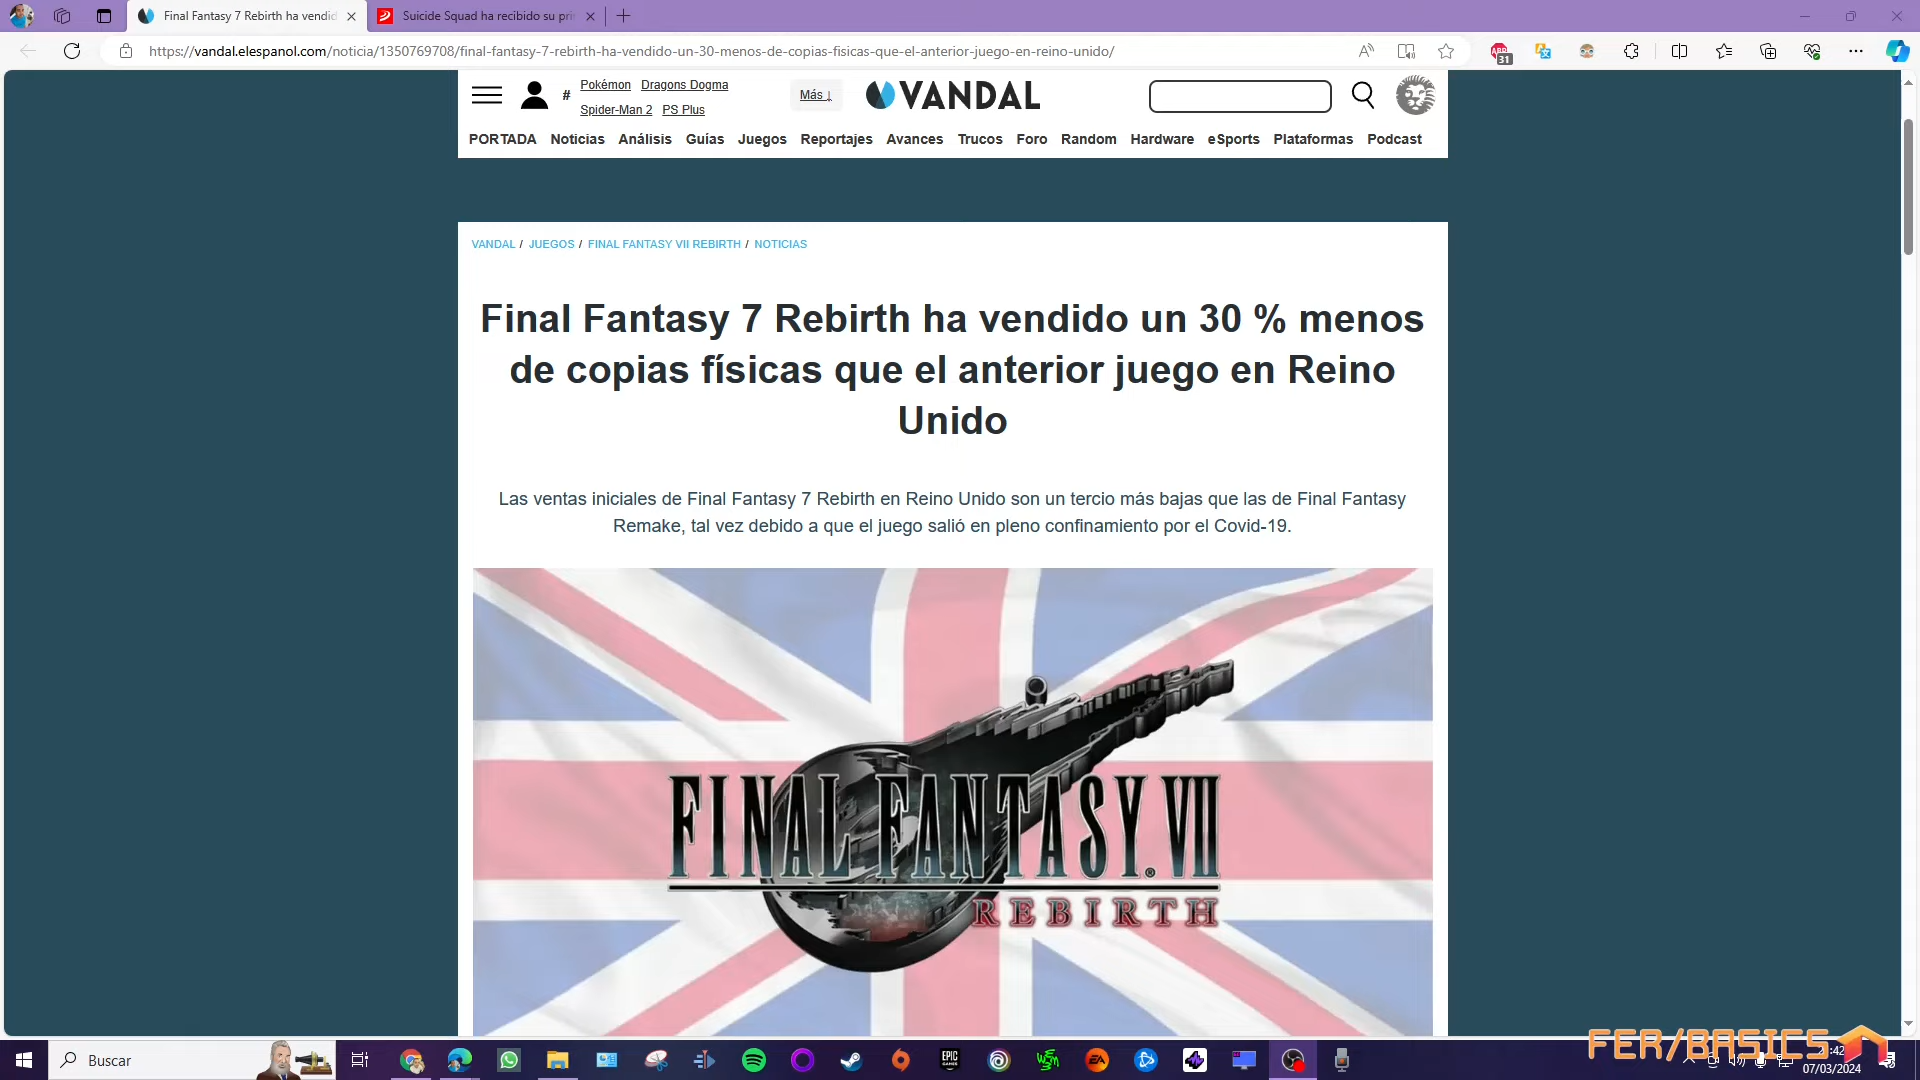 Final Fantasy 7 Rebirth ha vendid
Suicide Squad ha recibido su pri
https://vandal.elespanol.com/noticia/1350769708/final-fantasy-7-rebirth-ha-vendido-un-30-menos-de-copias-fisicas-que-el-anterior-juego-en-reino-unido/
31
# Pokémon Dragons Dogma
Spider-Man 2 PS Plus
Más ↓
VANDAL
PORTADA Noticias Análisis Guías Juegos Reportajes Avances Trucos Foro Random Hardware eSports Plataformas Podcast
VANDAL / JUEGOS / FINAL FANTASY VII REBIRTH / NOTICIAS
Final Fantasy 7 Rebirth ha vendido un 30 % menos
de copias físicas que el anterior juego en Reino
Unido
Las ventas iniciales de Final Fantasy 7 Rebirth en Reino Unido son un tercio más bajas que las de Final Fantasy
Remake, tal vez debido a que el juego salió en pleno confinamiento por el Covid-19.
FINAL FANTASY. VII
REBIRTH
Buscar
EPIC GAMES
EA
FER/BASICS
07/03/2024